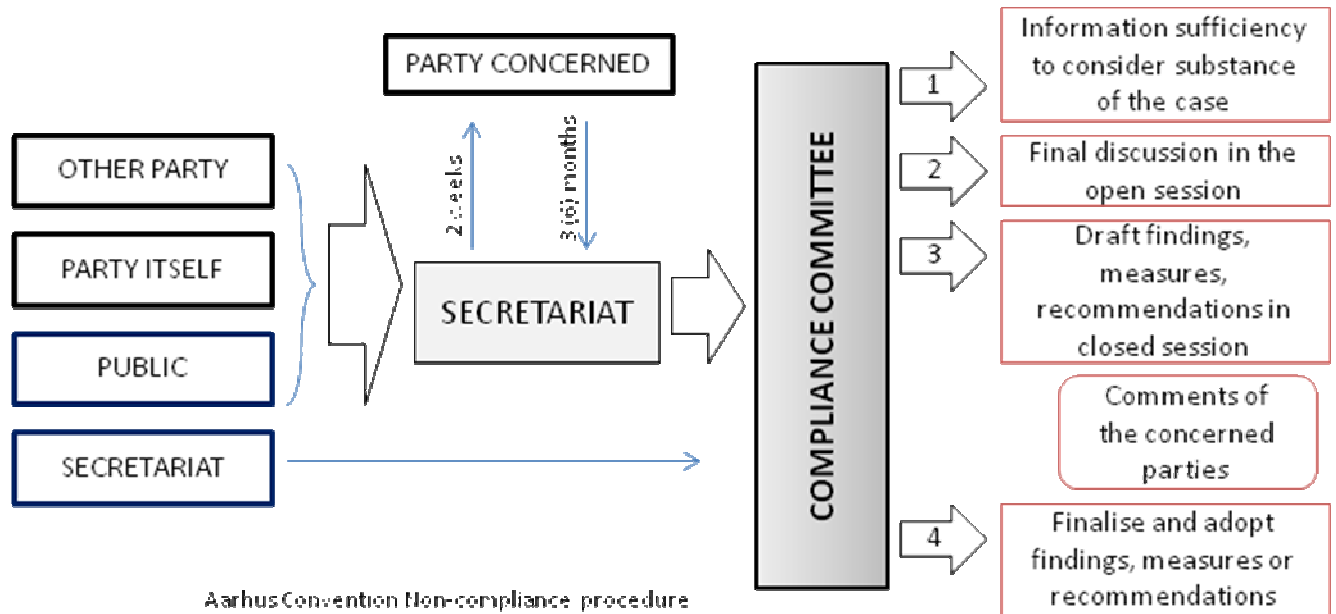 PARTY CONCERNED
OTHER PARTY
PARTY ITSELF
PUBLIC
SECRETARIAT
2 weeks
3 (6) months
SECRETARIAT
COMPLIANCE COMMITTEE
1
Information sufficiency
to consider substance
of the case
2
Final discussion in the
open session
3
Draft findings,
measures,
recommendations in
closed session
Comments of
the concerned
parties
4
Finalise and adopt
findings, measures or
recommendations
Aarhus Convention Non-compliance procedure